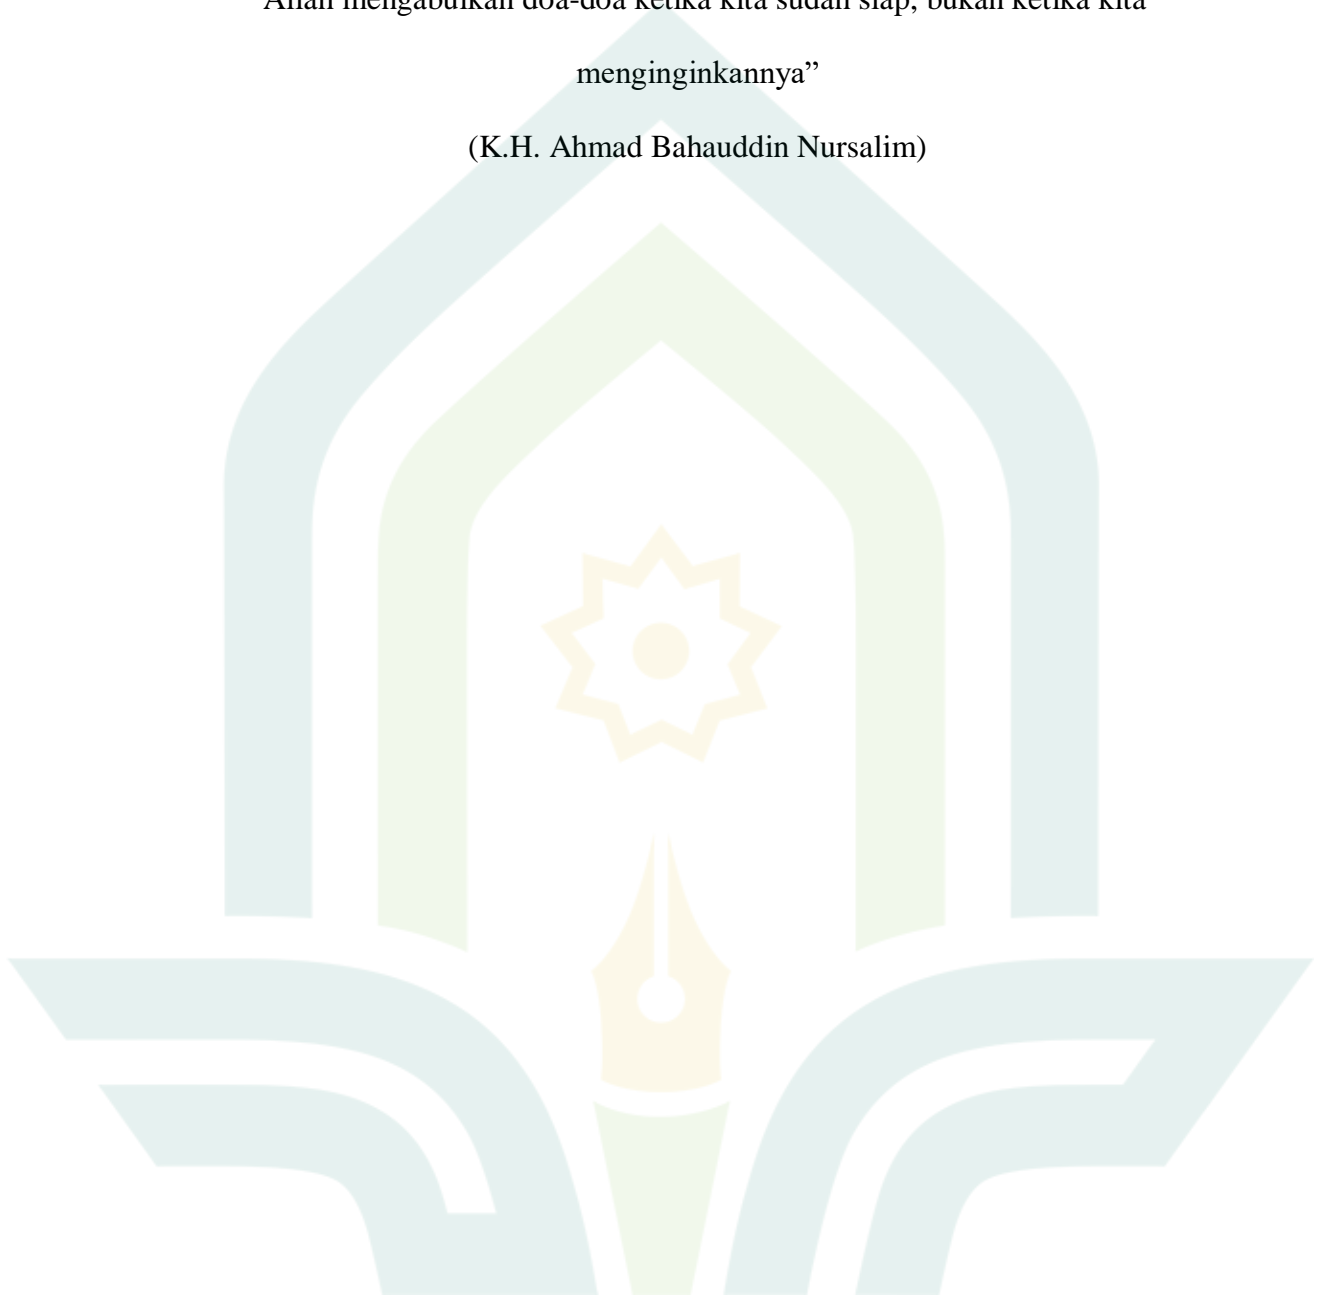 Allah mengabulkan doa-doa ketika kita sudah siap, bukan ketika kita
menginginkannya”
(K.H. Ahmad Bahauddin Nursalim)